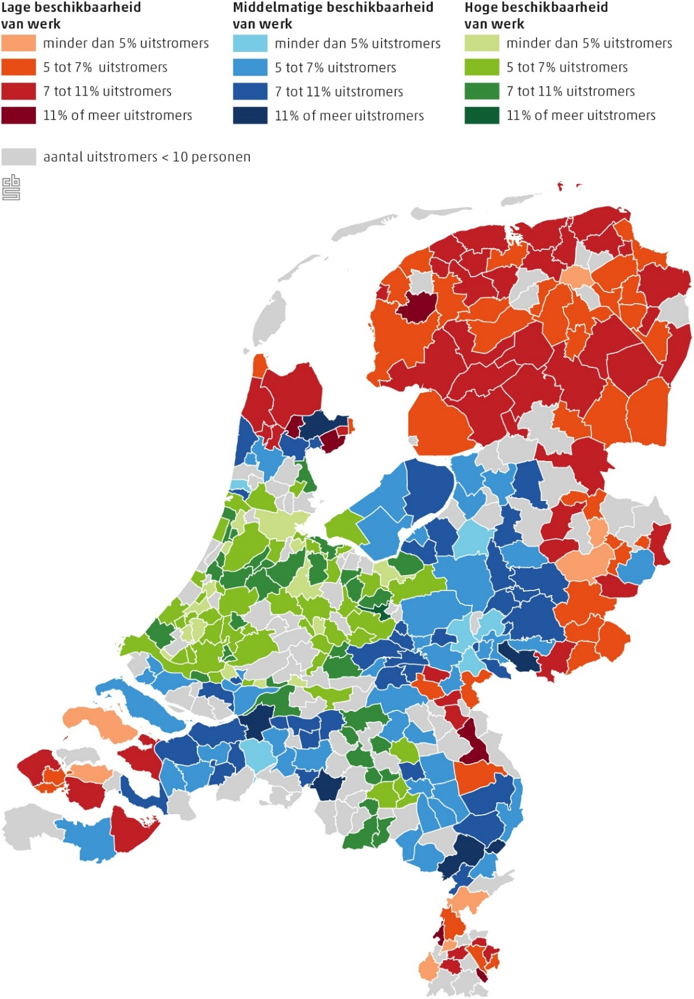 Lage beschikbaarheid
van werk
minder dan 5% uitstromers
5 tot 7% uitstromers
7 tot 11% uitstromers
11% of meer uitstromers
Middelmatige beschikbaarheid
van werk
minder dan 5% uitstromers
5 tot 7% uitstromers
7 tot 11% uitstromers
11% of meer uitstromers
Hoge beschikbaarheid
van werk
minder dan 5% uitstromers
5 tot 7% uitstromers
7 tot 11% uitstromers
11% of meer uitstromers
aantal uitstromers < 10 personen
cbs